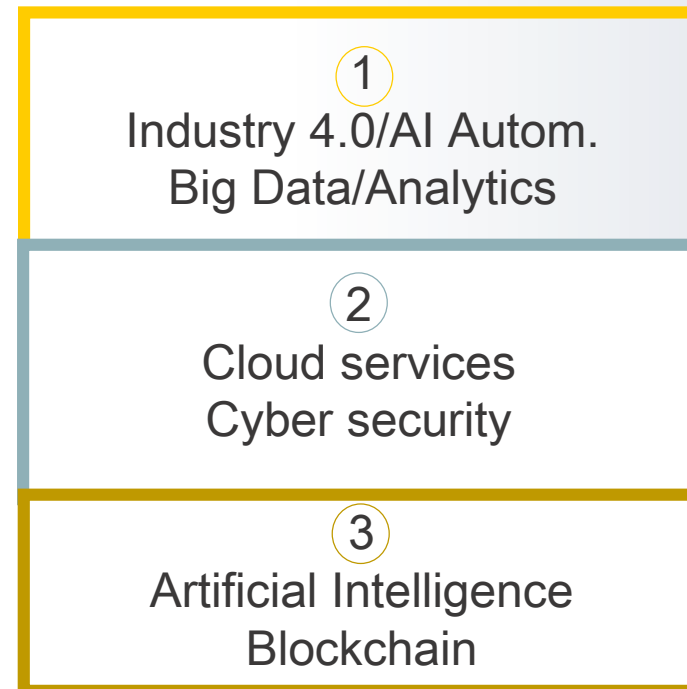 1
Industry 4.0/AI Autom.
Big Data/Analytics
2
Cloud services
Cyber security
3
Artificial Intelligence
Blockchain